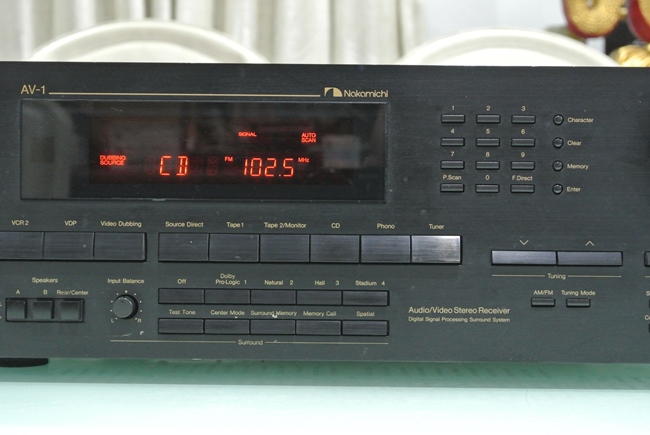 AV-1
Nakamichi
SIGNAL
AUTO SCAN
DUBBING SOURCE
CD
FM 102.5 MHz
1 2 3
Character
4 5 6
Clear
7 8 9
Memory
P.Scan 0 F.Direct
Enter
VCR 2 VDP Video Dubbing Source Direct Tape 1 Tape 2/Monitor CD Phono Tuner
Tuning
Speakers
A B Rear/Center
Input Balance
L R
Off Dolby Pro-Logic 1 Natural 2 Hall 3 Stadium 4
AM/FM Tuning Mode
Test Tone Center Mode Surround Memory Memory Call Spatial
Surround
Audio/Video Stereo Receiver
Digital Signal Processing Surround System